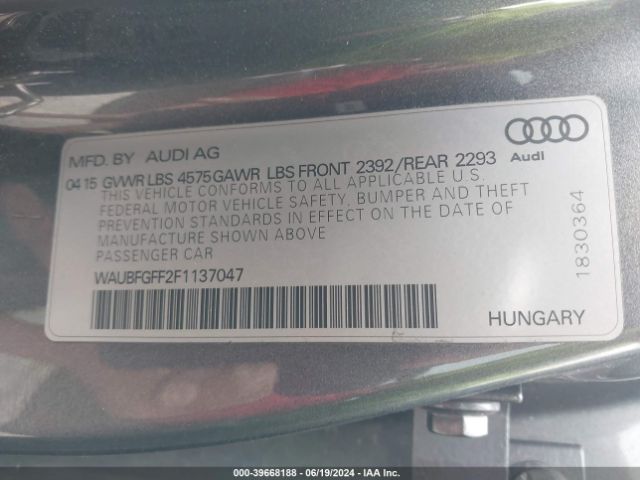 MFD. BY AUDI AG
Audi
04 15 GVWR LBS 4575 GAWR LBS FRONT 2392/REAR 2293
THIS VEHICLE CONFORMS TO ALL APPLICABLE U.S.
FEDERAL MOTOR VEHICLE SAFETY, BUMPER AND THEFT
PREVENTION STANDARDS IN EFFECT ON THE DATE OF
MANUFACTURE SHOWN ABOVE
PASSENGER CAR
WAUBFGFF2F1137047
1830364
HUNGARY
000-39668188 - 06/19/2024 - IAA Inc.